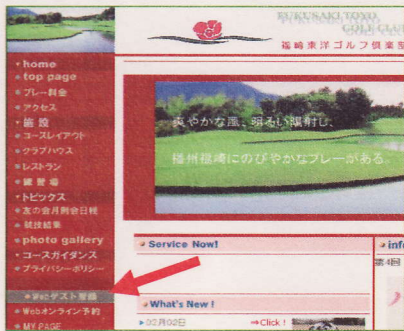 FUKUSAKI TOYO
GOLF CLUB
福崎東洋ゴルフ倶楽部
・home
・top page
プレー料金
アクセス
・施設
コースレイアウト
クラブハウス
レストラン
練習場
・トピックス
友の会月例会日程
競技結果
photo gallery
・コースガイダンス
プライバシーポリシー
Webゲスト登録
Webオンライン予約
MY PAGE
爽やかな風、明るい陽射し、
播州福崎にのびやかなプレーがある。
Service Now!
What's New !
02月02日
⇒Click !
inf
第4回